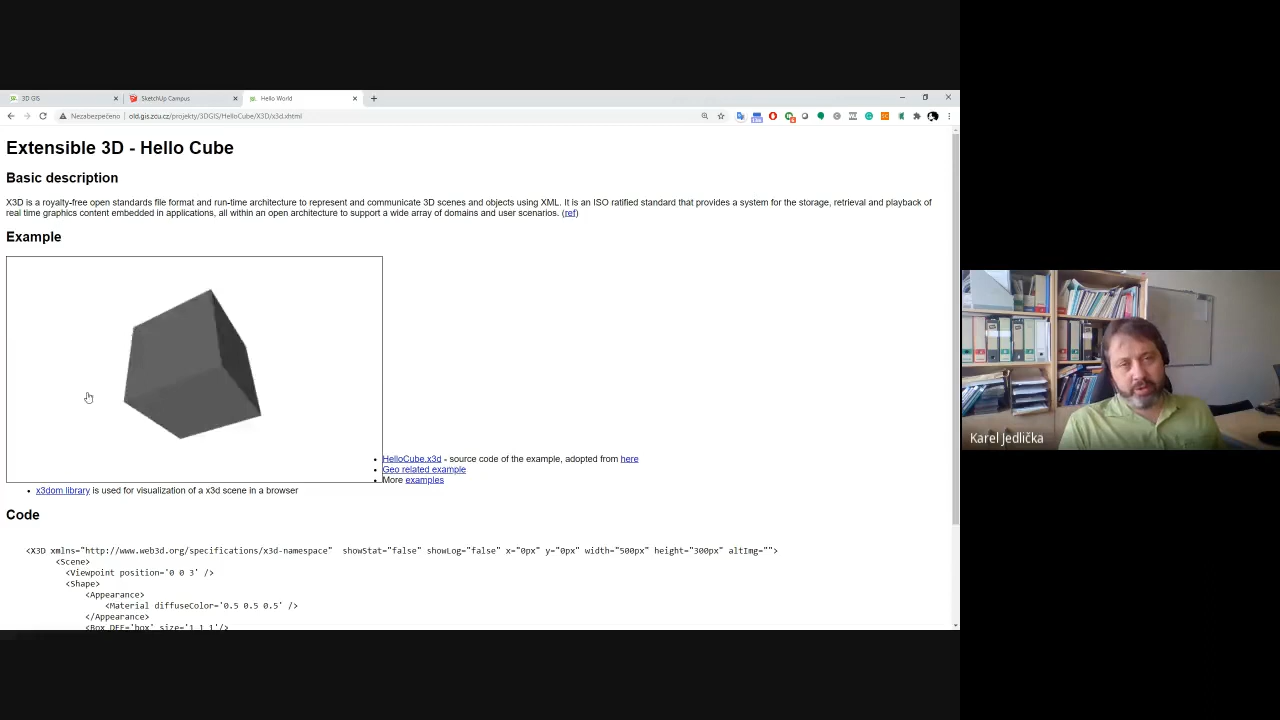 3D GIS
SketchUp Campus
Hello World
Nezabezpečeno
old.gis.zcu.cz/projekty/3DGIS/HelloCube/X3D/x3d.xhtml
Extensible 3D - Hello Cube
Basic description
X3D is a royalty-free open standards file format and run-time architecture to represent and communicate 3D scenes and objects using XML. It is an ISO ratified standard that provides a system for the storage, retrieval and playback of
real time graphics content embedded in applications, all within an open architecture to support a wide array of domains and user scenarios. (ref)
Example
HelloCube.x3d - source code of the example, adopted from here
Geo related example
More examples
x3dom library is used for visualization of a x3d scene in a browser
Code
<X3D xmlns="http://www.web3d.org/specifications/x3d-namespace" showStat="false" showLog="false" x="0px" y="0px" width="500px" height="300px" altImg="">
<Scene>
<Viewpoint position='0 0 3' />
<Shape>
<Appearance>
<Material diffuseColor='0.5 0.5 0.5' />
</Appearance>
<Box DEF='box' size='1 1 1'/>
Karel Jedlička